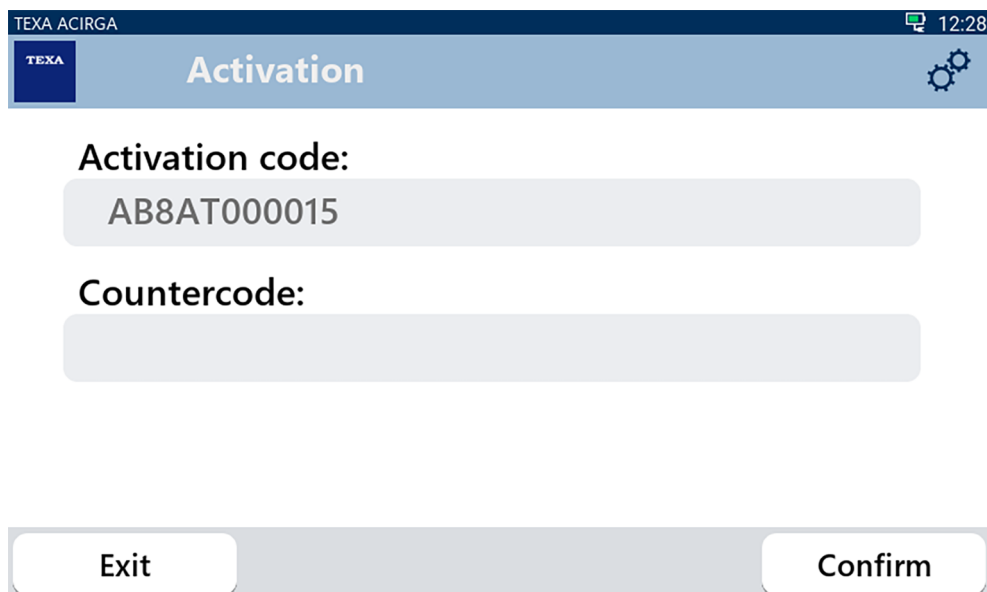 TEXA ACIRGA 12:28
TEXA Activation
Activation code:
AB8AT000015
Countercode:
Exit Confirm